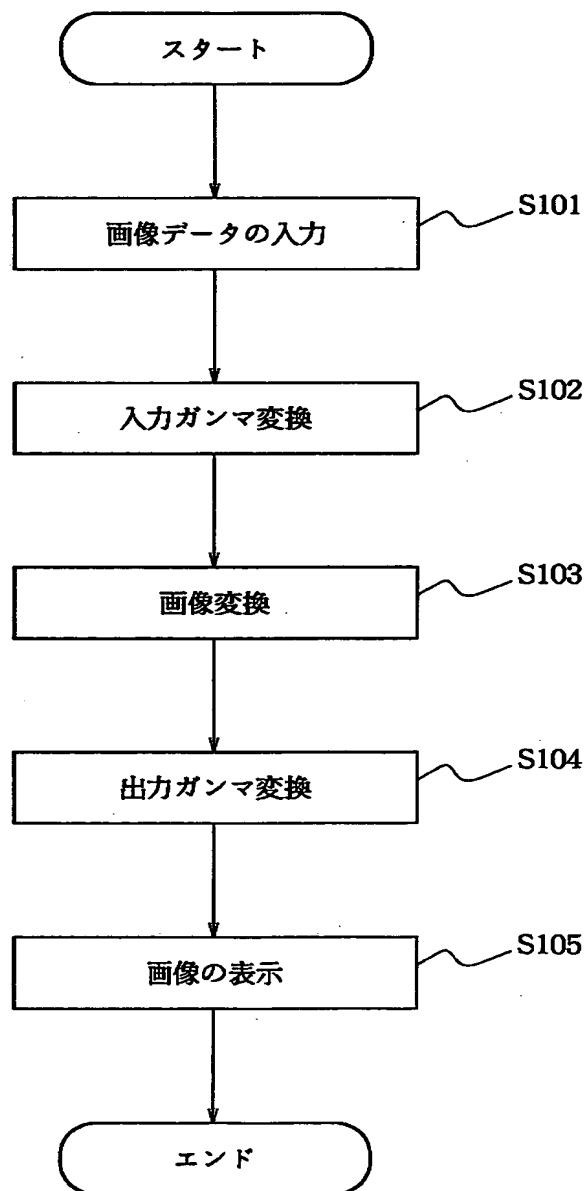 スタート
画像データの入力
S101
入力ガンマ変換
S102
画像変換
S103
出力ガンマ変換
S104
画像の表示
S105
エンド